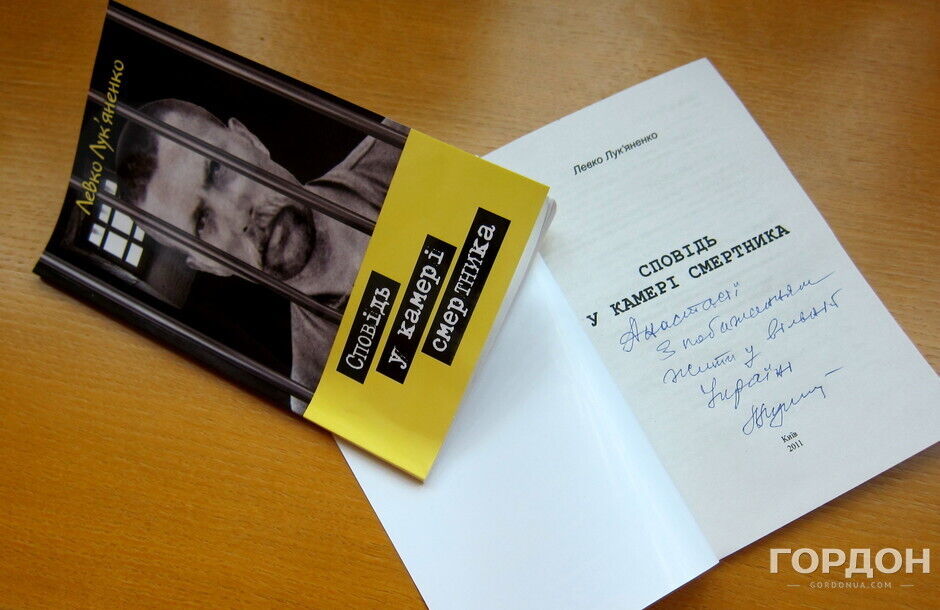 Левко Лук'яненко
Сповідь
у камері
смертника
Левко Лук'яненко
СПОВІДЬ
У КАМЕРІ СМЕРТНИКА
Анастасії
З побажанням
жити у вільній
Україні
Київ
2011
ГОРДОН
GORDONUA.COM